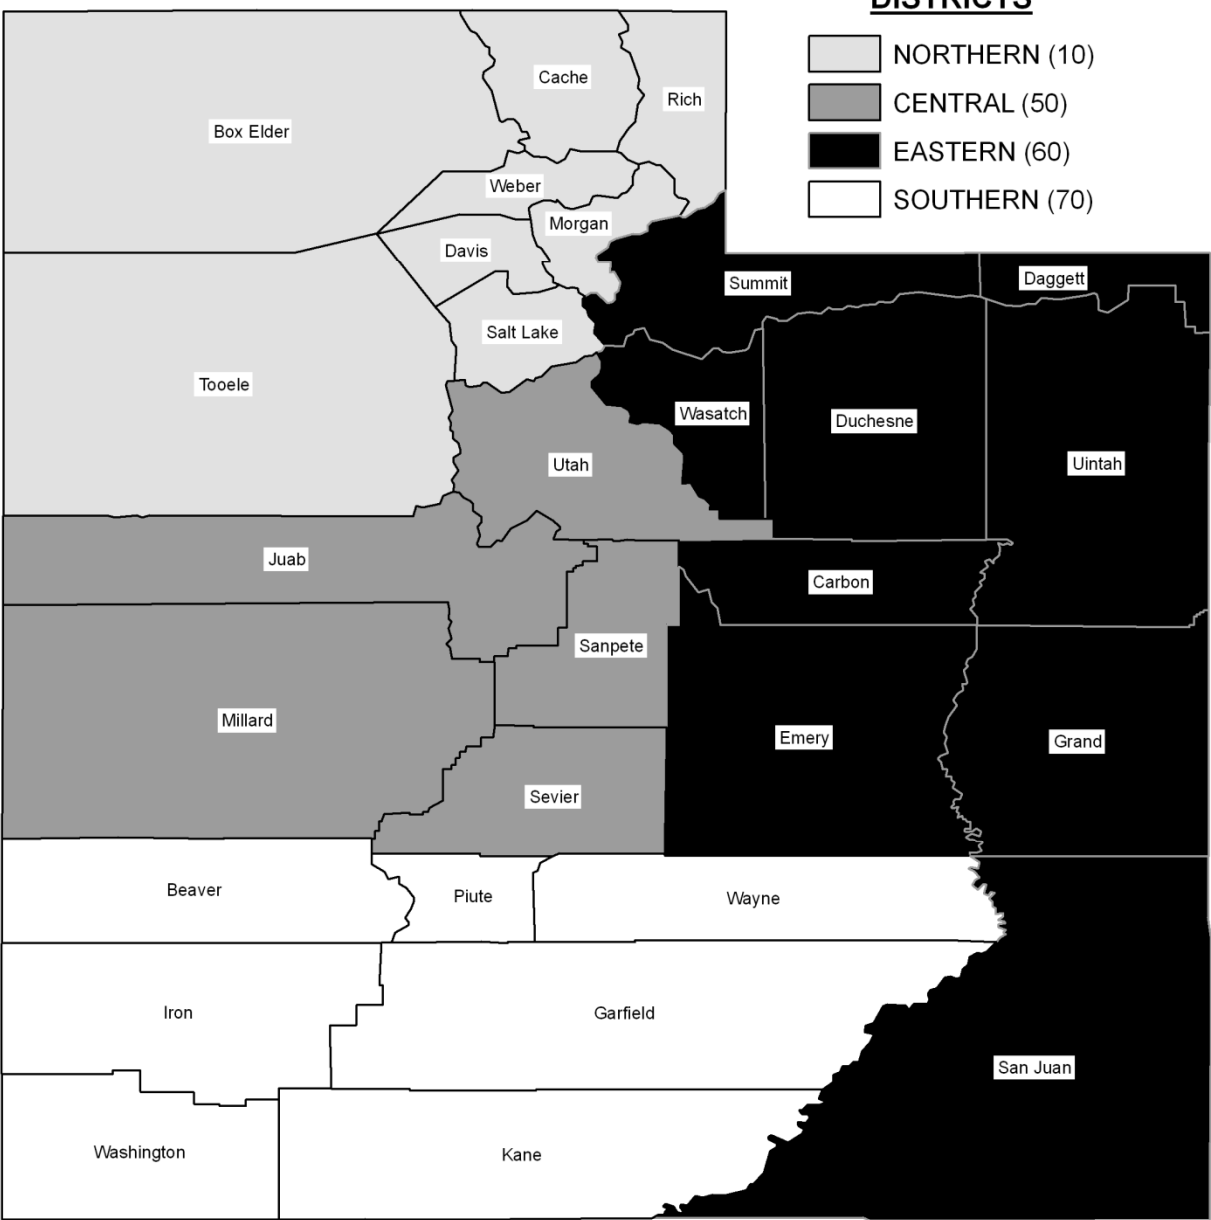 DISTRICTS
NORTHERN (10)
CENTRAL (50)
EASTERN (60)
SOUTHERN (70)
Cache
Rich
Box Elder
Weber
Morgan
Davis
Summit
Daggett
Salt Lake
Tooele
Wasatch
Duchesne
Utah
Uintah
Juab
Carbon
Sanpete
Millard
Emery
Grand
Sevier
Beaver
Piute
Wayne
Iron
Garfield
San Juan
Washington
Kane